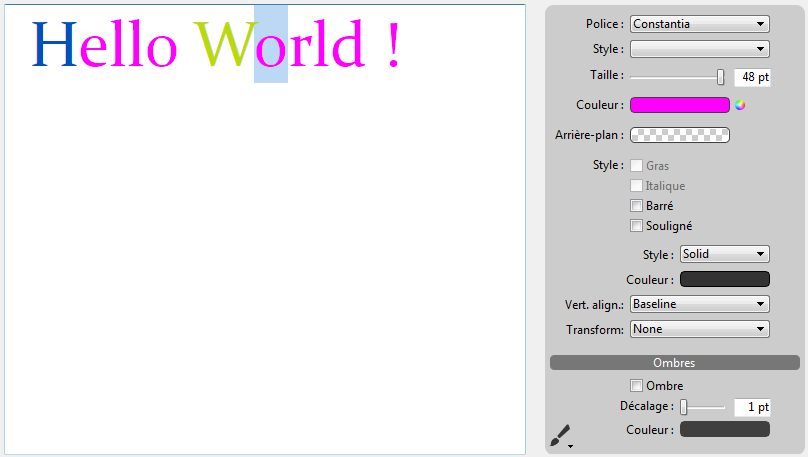 Hello World !
Police : Constantia
Style :
Taille : 48 pt
Couleur :
Arrière-plan :
Style : Gras
Italique
Barré
Souligné
Style : Solid
Couleur :
Vert. align.: Baseline
Transform: None
Ombres
Ombre
Décalage : 1 pt
Couleur :